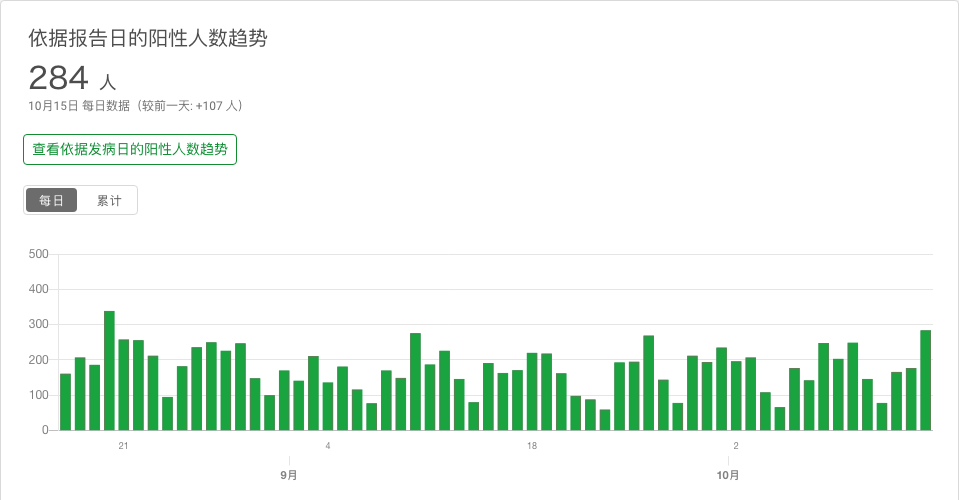 依据报告日的阳性人数趋势
284 人
10月15日 每日数据（较前一天: +107 人）
查看依据发病日的阳性人数趋势
每日 累计
500
400
300
200
100
0
21 4 18 2
9月 10月